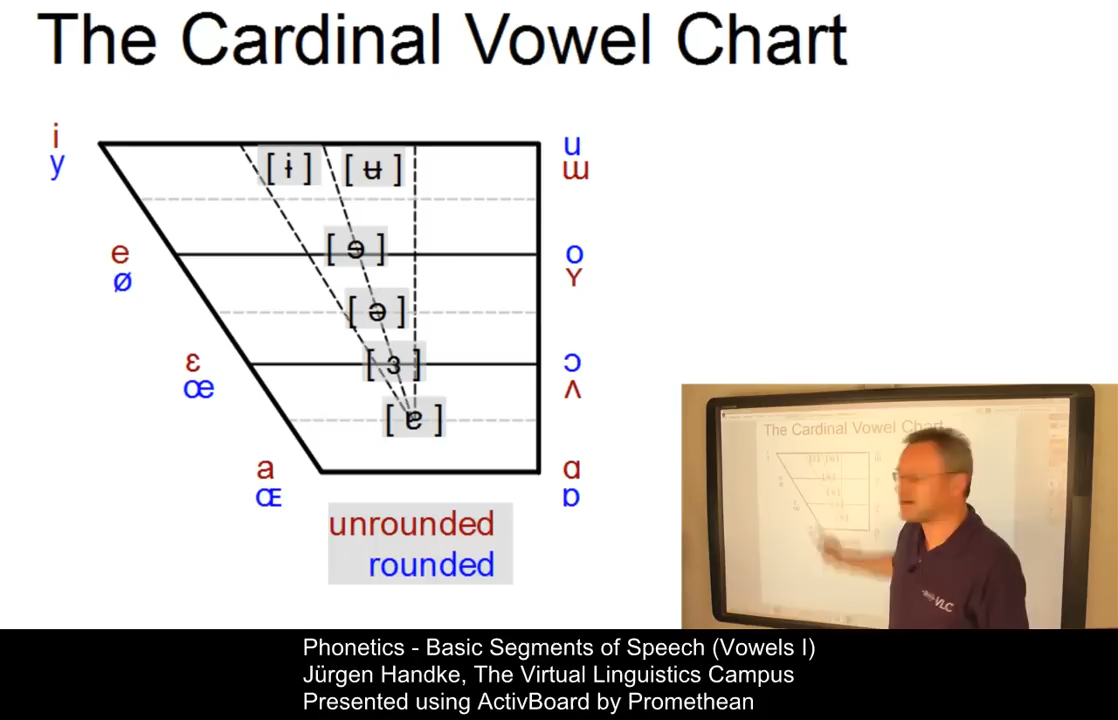 The Cardinal Vowel Chart
i u
y ɯ
[ ɨ ] [ ʉ ]
e o
ø Ɣ
[ ɘ ]
[ ə ]
ɛ ɔ
œ ʌ
[ ɜ ]
[ ɐ ]
a ɑ
Œ ɒ
unrounded
rounded
The Cardinal Vowel Chart
VLC
Phonetics - Basic Segments of Speech (Vowels I)
Jürgen Handke, The Virtual Linguistics Campus
Presented using ActivBoard by Promethean